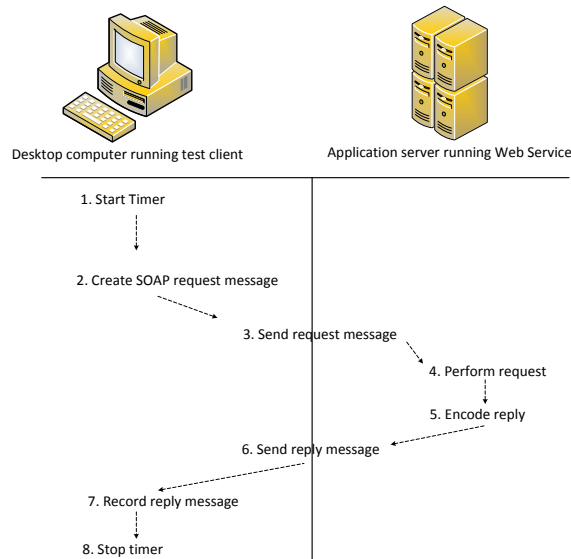 Desktop computer running test client
Application server running Web Service
1. Start Timer
2. Create SOAP request message
3. Send request message
4. Perform request
5. Encode reply
6. Send reply message
7. Record reply message
8. Stop timer